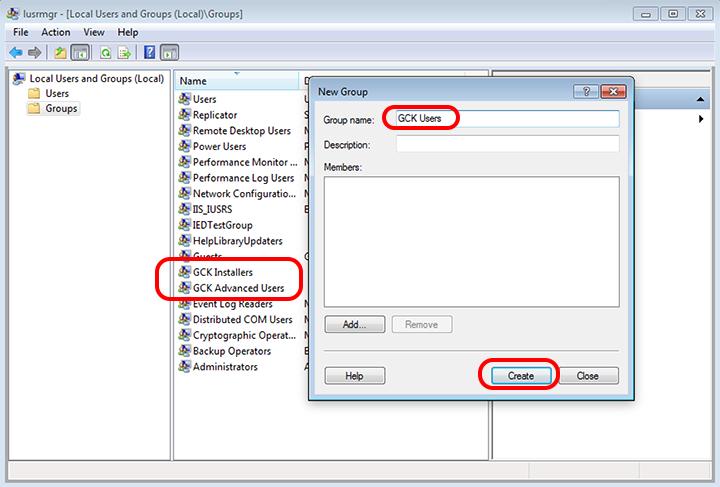 lusrmgr - [Local Users and Groups (Local)\Groups]
File Action View Help
Local Users and Groups (Local)
Users
Groups
Name
Users
Replicator
Remote Desktop Users
Power Users
Performance Monitor ...
Performance Log Users
Network Configuratio...
IIS_IUSRS
IEDTestGroup
HelpLibraryUpdaters
Guests
GCK Installers
GCK Advanced Users
Event Log Readers
Distributed COM Users
Cryptographic Operat...
Backup Operators
Administrators
New Group
Group name: GCK Users
Description:
Members:
Add... Remove
Help Create Close